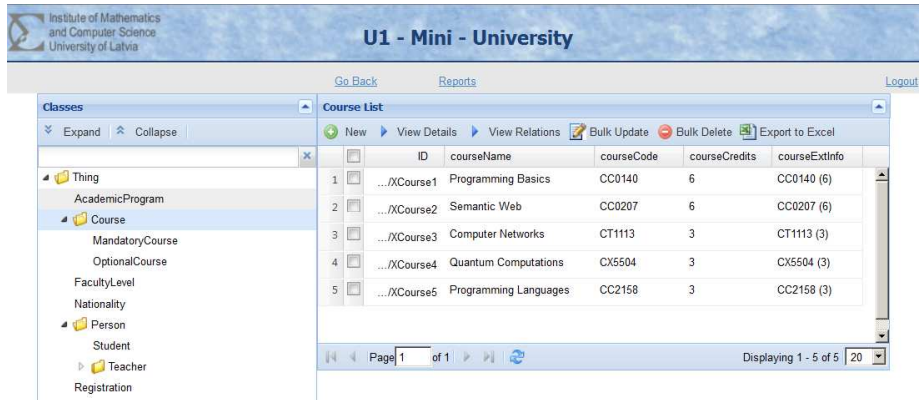 Institute of Mathematics
and Computer Science
University of Latvia
U1 - Mini - University
Go Back Reports Logout
Classes
Expand Collapse
Thing
AcademicProgram
Course
MandatoryCourse
OptionalCourse
FacultyLevel
Nationality
Person
Student
Teacher
Registration
Course List
New View Details View Relations Bulk Update Bulk Delete Export to Excel
ID courseName courseCode courseCredits courseExtInfo
1 .../XCourse1 Programming Basics CC0140 6 CC0140 (6)
2 .../XCourse2 Semantic Web CC0207 6 CC0207 (6)
3 .../XCourse3 Computer Networks CT1113 3 CT1113 (3)
4 .../XCourse4 Quantum Computations CX5504 3 CX5504 (3)
5 .../XCourse5 Programming Languages CC2158 3 CC2158 (3)
Page 1 of 1 Displaying 1 - 5 of 5 20